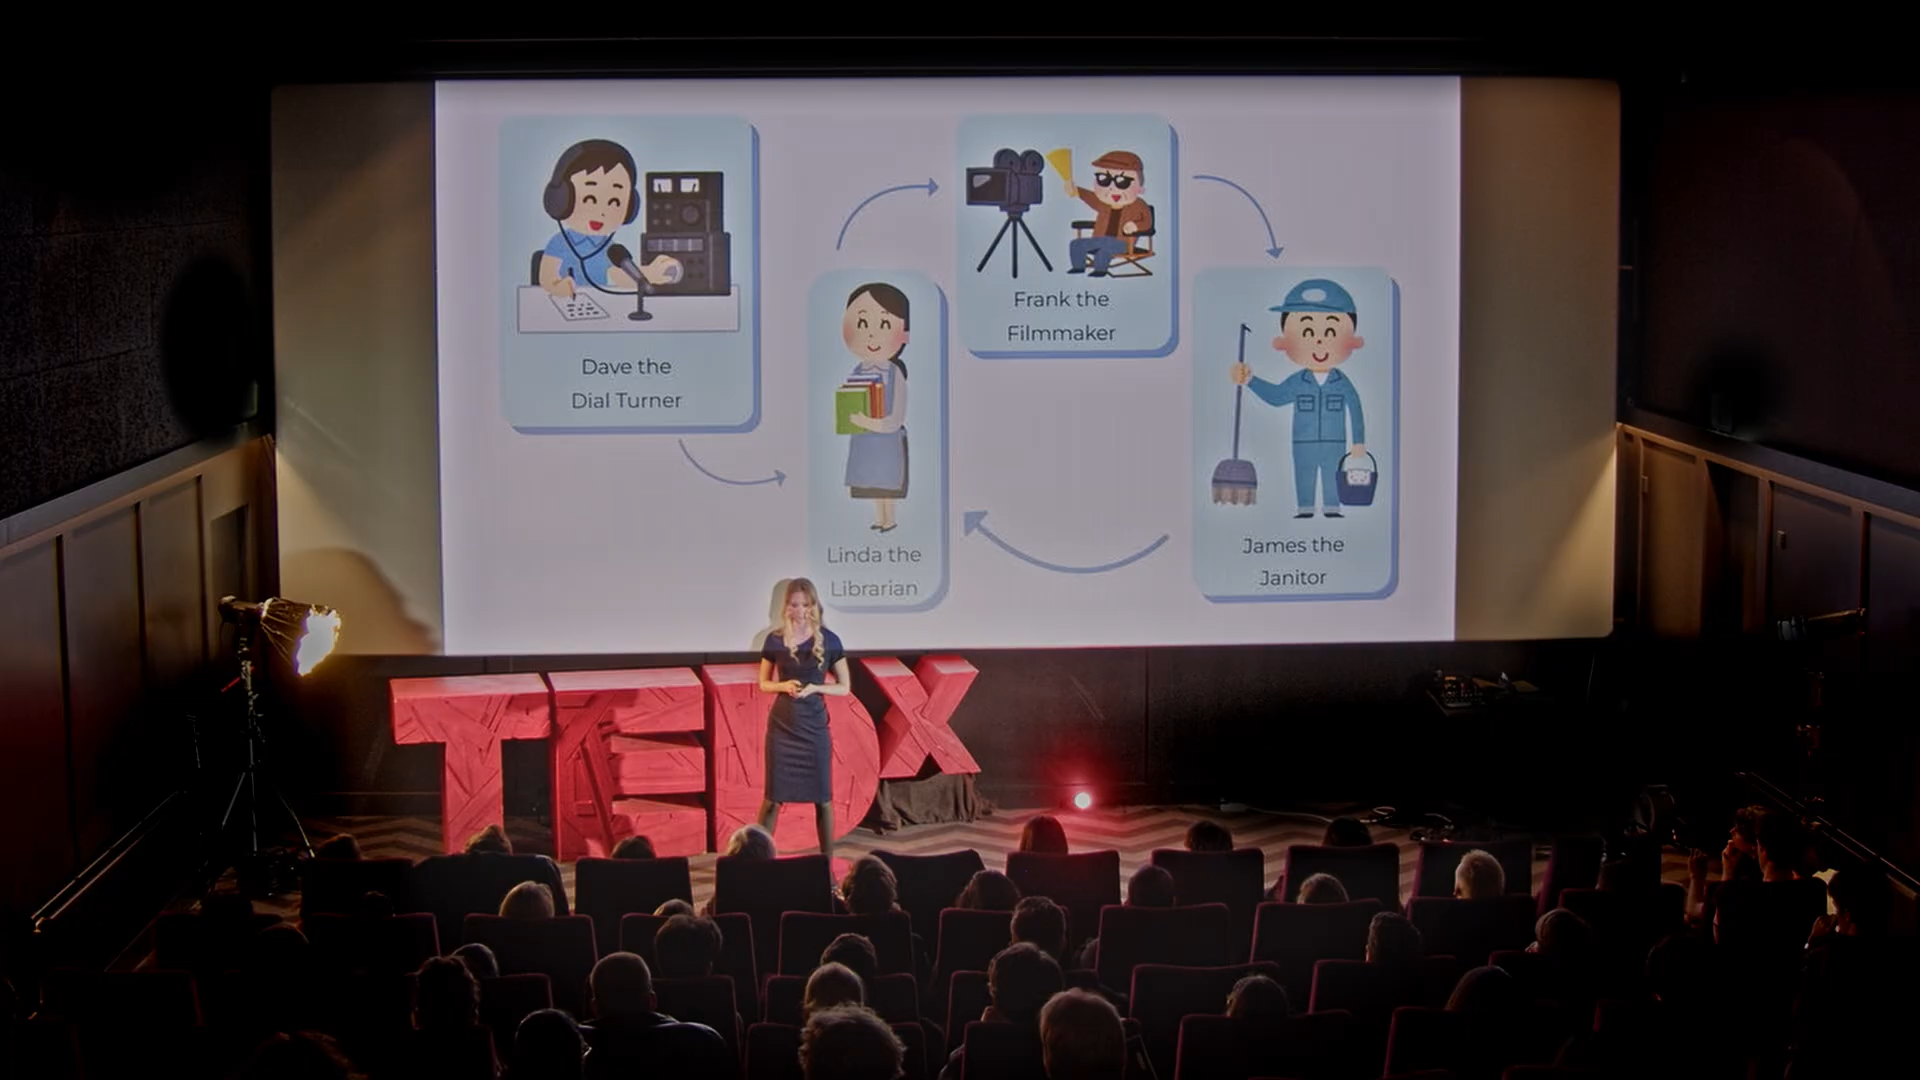 Dave the
Dial Turner
Linda the
Librarian
Frank the
Filmmaker
James the
Janitor
TEDX